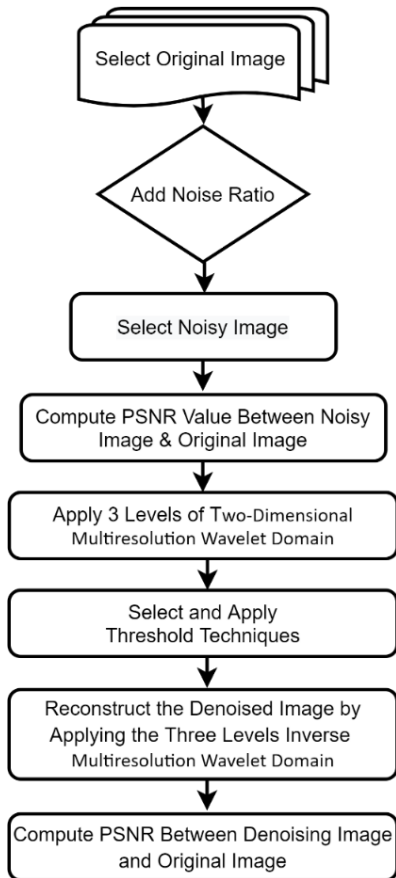 Select Original Image
Add Noise Ratio
Select Noisy Image
Compute PSNR Value Between Noisy
Image & Original Image
Apply 3 Levels of Two-Dimensional
Multiresolution Wavelet Domain
Select and Apply
Threshold Techniques
Reconstruct the Denoised Image by
Applying the Three Levels Inverse
Multiresolution Wavelet Domain
Compute PSNR Between Denoising Image
and Original Image